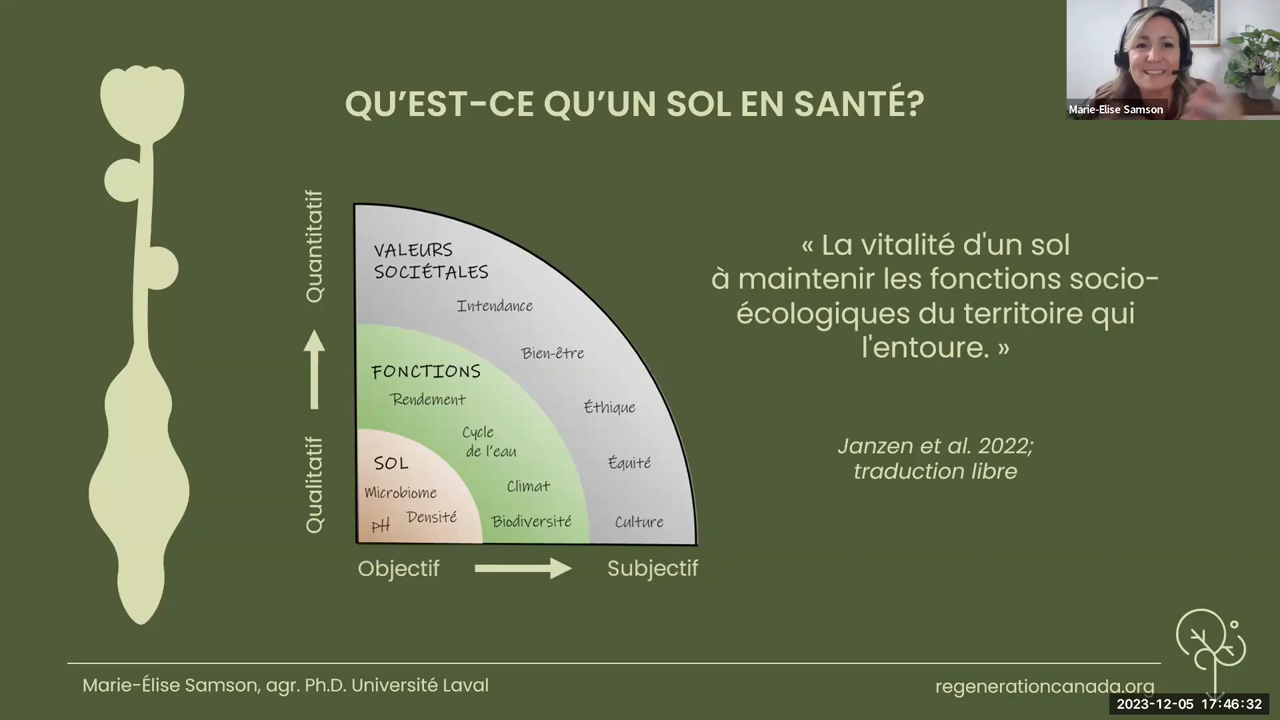 Marie-Elise Samson
QU'EST-CE QU'UN SOL EN SANTÉ?
Quantitatif
Qualitatif
VALEURS
SOCIÉTALES
Intendance
Bien-être
Éthique
Équité
Culture
FONCTIONS
Rendement
Cycle
de l'eau
Climat
Biodiversité
SOL
Microbiome
Densité
pH
Objectif
Subjectif
« La vitalité d'un sol
à maintenir les fonctions socio-
écologiques du territoire qui
l'entoure. »
Janzen et al. 2022;
traduction libre
Marie-Élise Samson, agr. Ph.D. Université Laval
regenerationcanada.org
2023-12-05 17:46:32